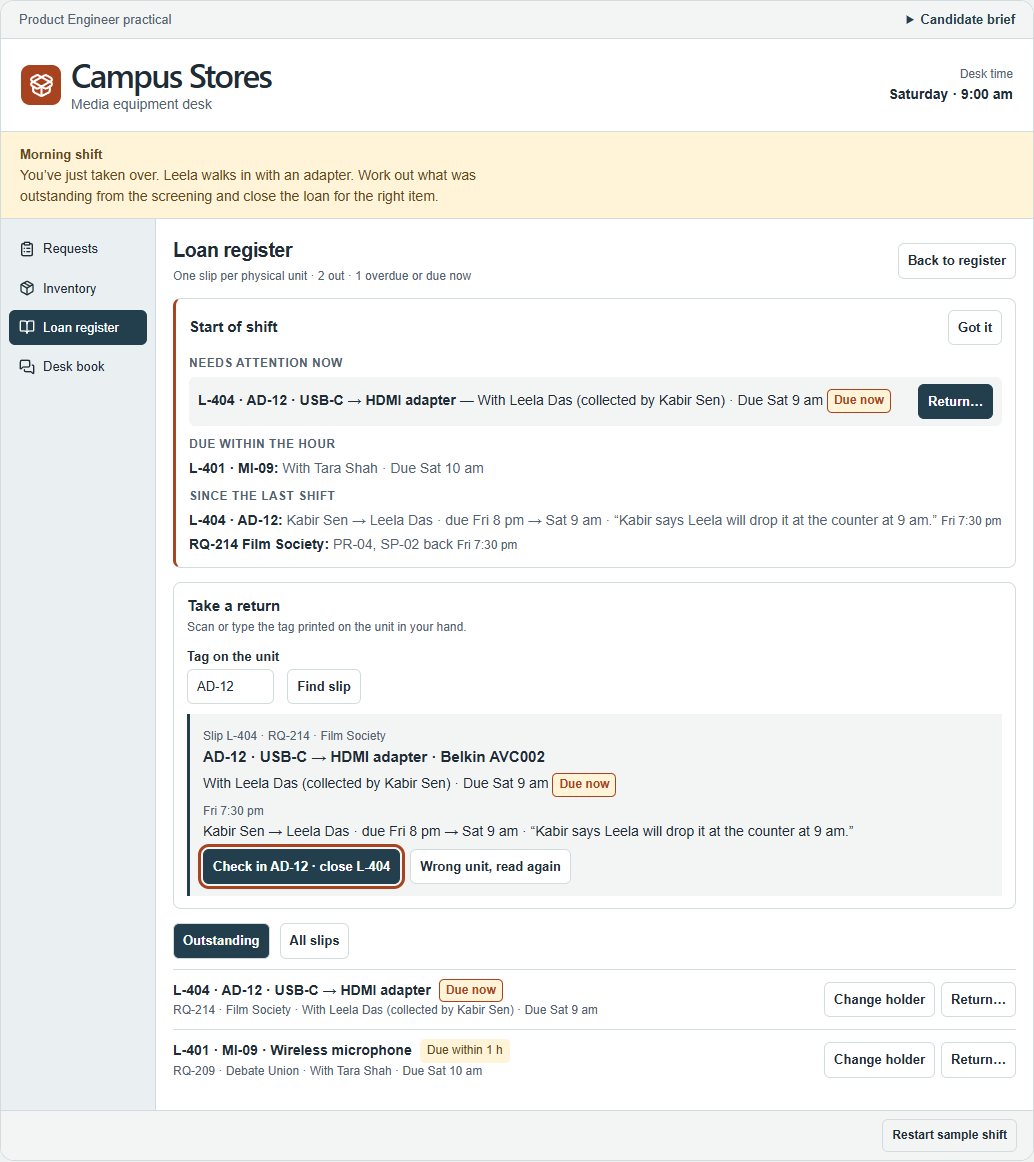 Product Engineer practical
▶ Candidate brief
Campus Stores
Media equipment desk
Desk time
Saturday · 9:00 am
Morning shift
You’ve just taken over. Leela walks in with an adapter. Work out what was
outstanding from the screening and close the loan for the right item.
Requests
Inventory
Loan register
Desk book
Loan register
One slip per physical unit · 2 out · 1 overdue or due now
Back to register
Start of shift
Got it
NEEDS ATTENTION NOW
L-404 · AD-12 · USB-C → HDMI adapter — With Leela Das (collected by Kabir Sen) · Due Sat 9 am Due now
Return…
DUE WITHIN THE HOUR
L-401 · MI-09: With Tara Shah · Due Sat 10 am
SINCE THE LAST SHIFT
L-404 · AD-12: Kabir Sen → Leela Das · due Fri 8 pm → Sat 9 am · “Kabir says Leela will drop it at the counter at 9 am.” Fri 7:30 pm
RQ-214 Film Society: PR-04, SP-02 back Fri 7:30 pm
Take a return
Scan or type the tag printed on the unit in your hand.
Tag on the unit
AD-12
Find slip
Slip L-404 · RQ-214 · Film Society
AD-12 · USB-C → HDMI adapter · Belkin AVC002
With Leela Das (collected by Kabir Sen) · Due Sat 9 am Due now
Fri 7:30 pm
Kabir Sen → Leela Das · due Fri 8 pm → Sat 9 am · “Kabir says Leela will drop it at the counter at 9 am.”
Check in AD-12 · close L-404
Wrong unit, read again
Outstanding
All slips
L-404 · AD-12 · USB-C → HDMI adapter Due now
RQ-214 · Film Society · With Leela Das (collected by Kabir Sen) · Due Sat 9 am
Change holder
Return…
L-401 · MI-09 · Wireless microphone Due within 1 h
RQ-209 · Debate Union · With Tara Shah · Due Sat 10 am
Change holder
Return…
Restart sample shift